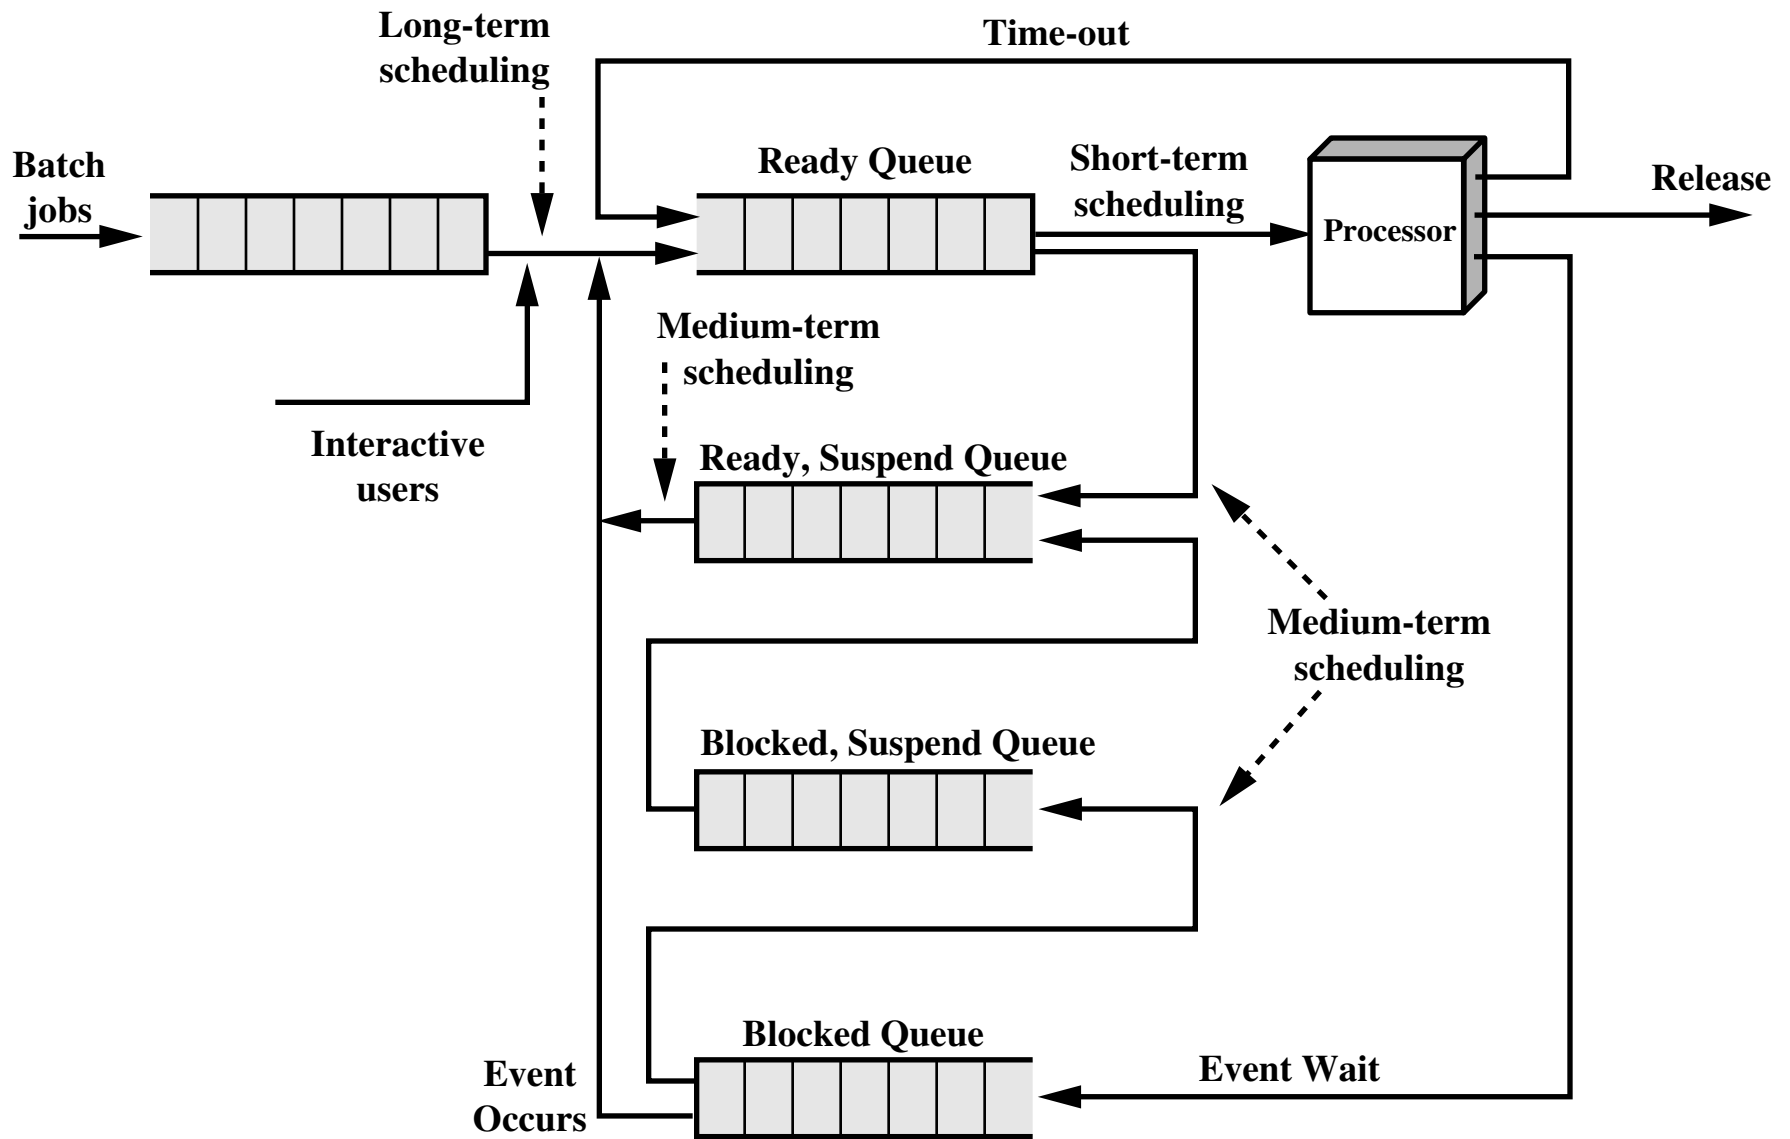 Long-term
scheduling
Time-out
Batch
jobs
Ready Queue
Short-term
scheduling
Processor
Release
Medium-term
scheduling
Interactive
users
Ready, Suspend Queue
Medium-term
scheduling
Blocked, Suspend Queue
Blocked Queue
Event
Occurs
Event Wait